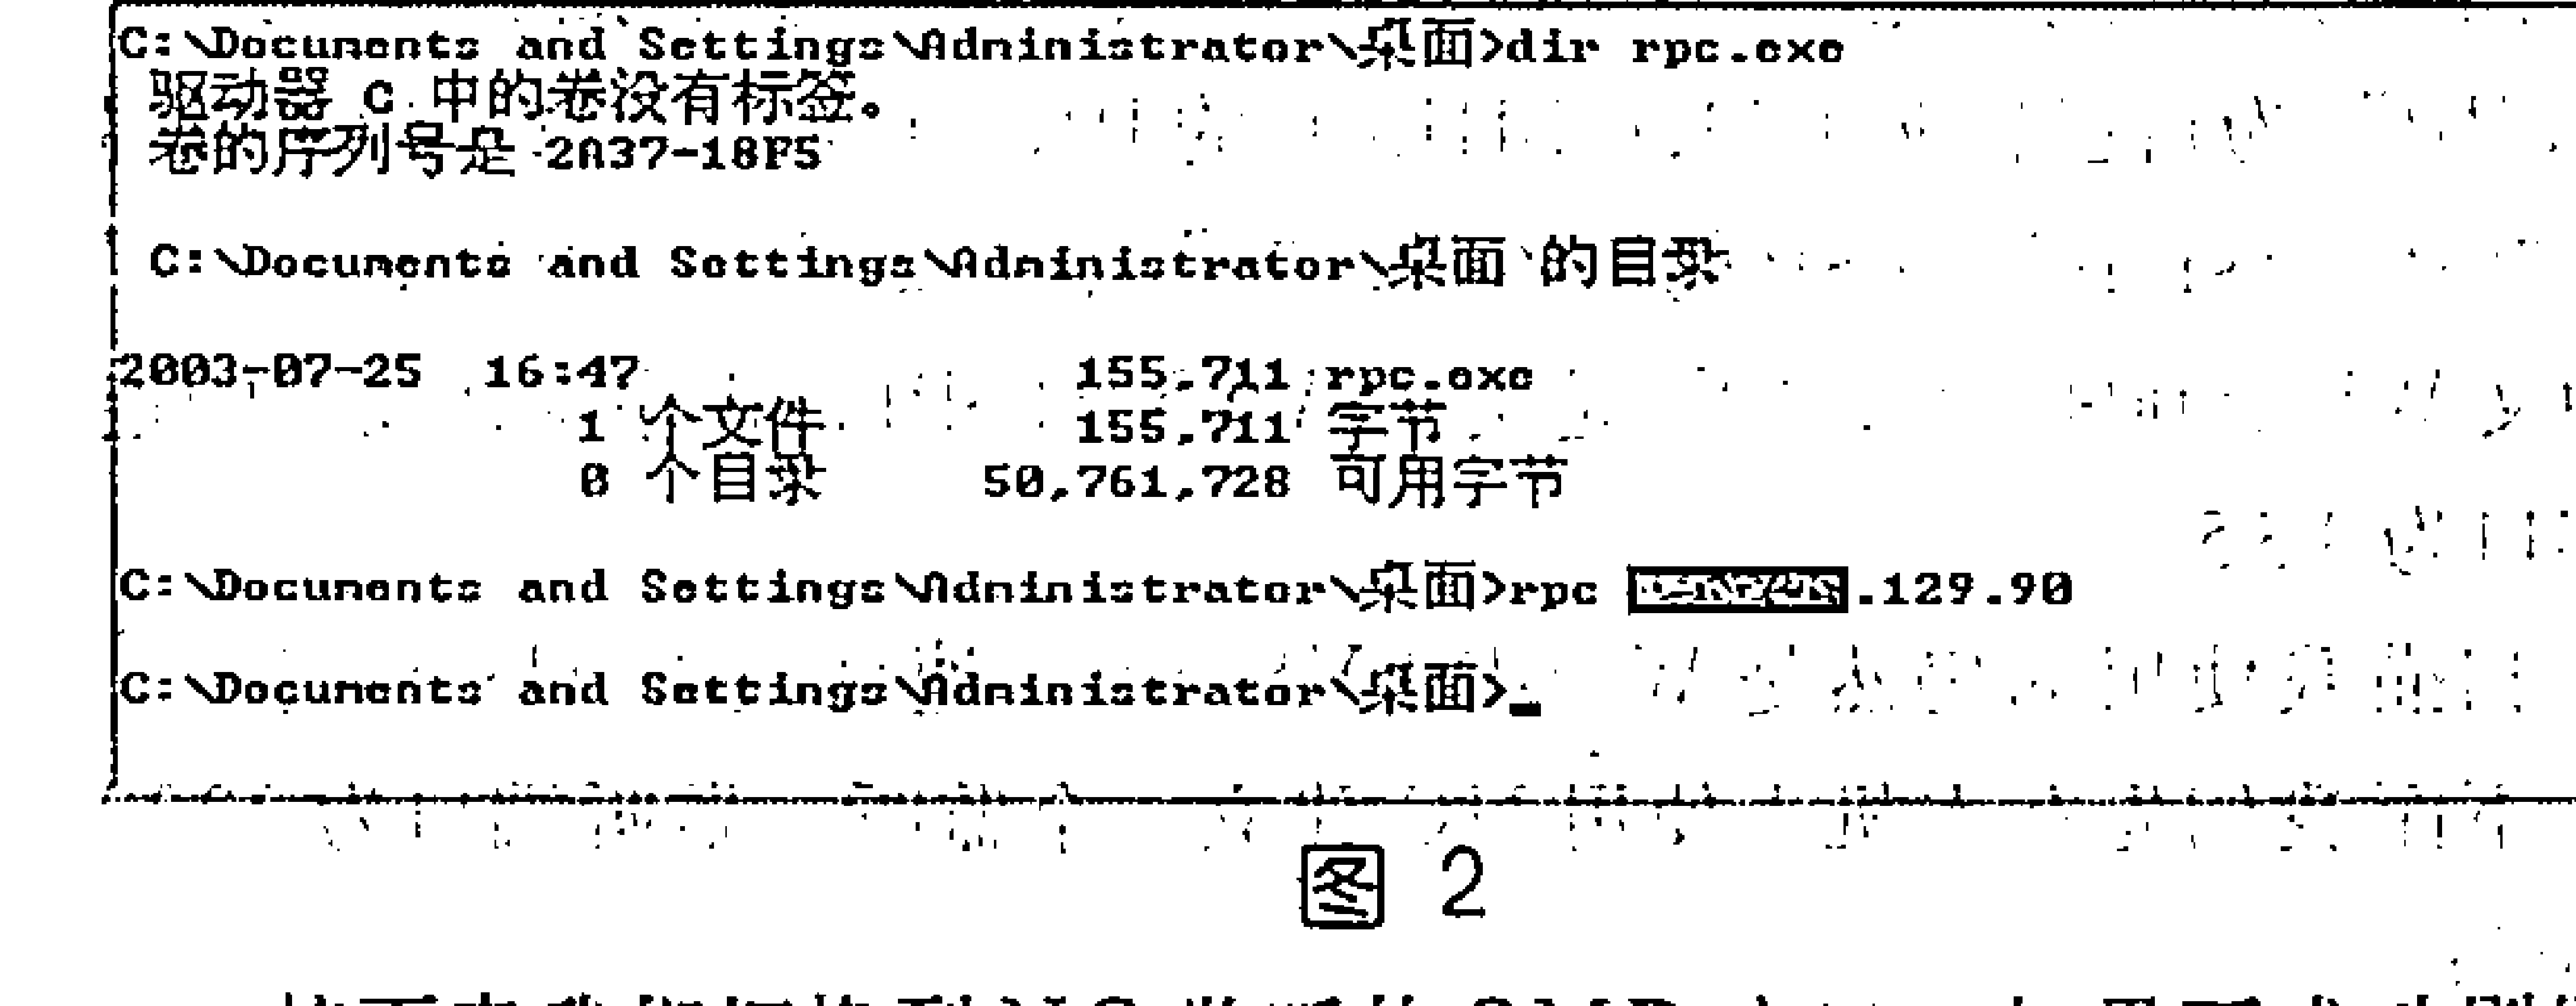 C:\Documents and Settings\Administrator\桌面>dir rpc.exe
驱动器 C 中的卷没有标签。
卷的序列号是 2A37-18F5
C:\Documents and Settings\Administrator\桌面 的目录
2003-07-25 16:47 155,711 rpc.exe
1 个文件 155,711 字节
0 个目录 50,761,728 可用字节
C:\Documents and Settings\Administrator\桌面>rpc .129.90
C:\Documents and Settings\Administrator\桌面>_
图 2